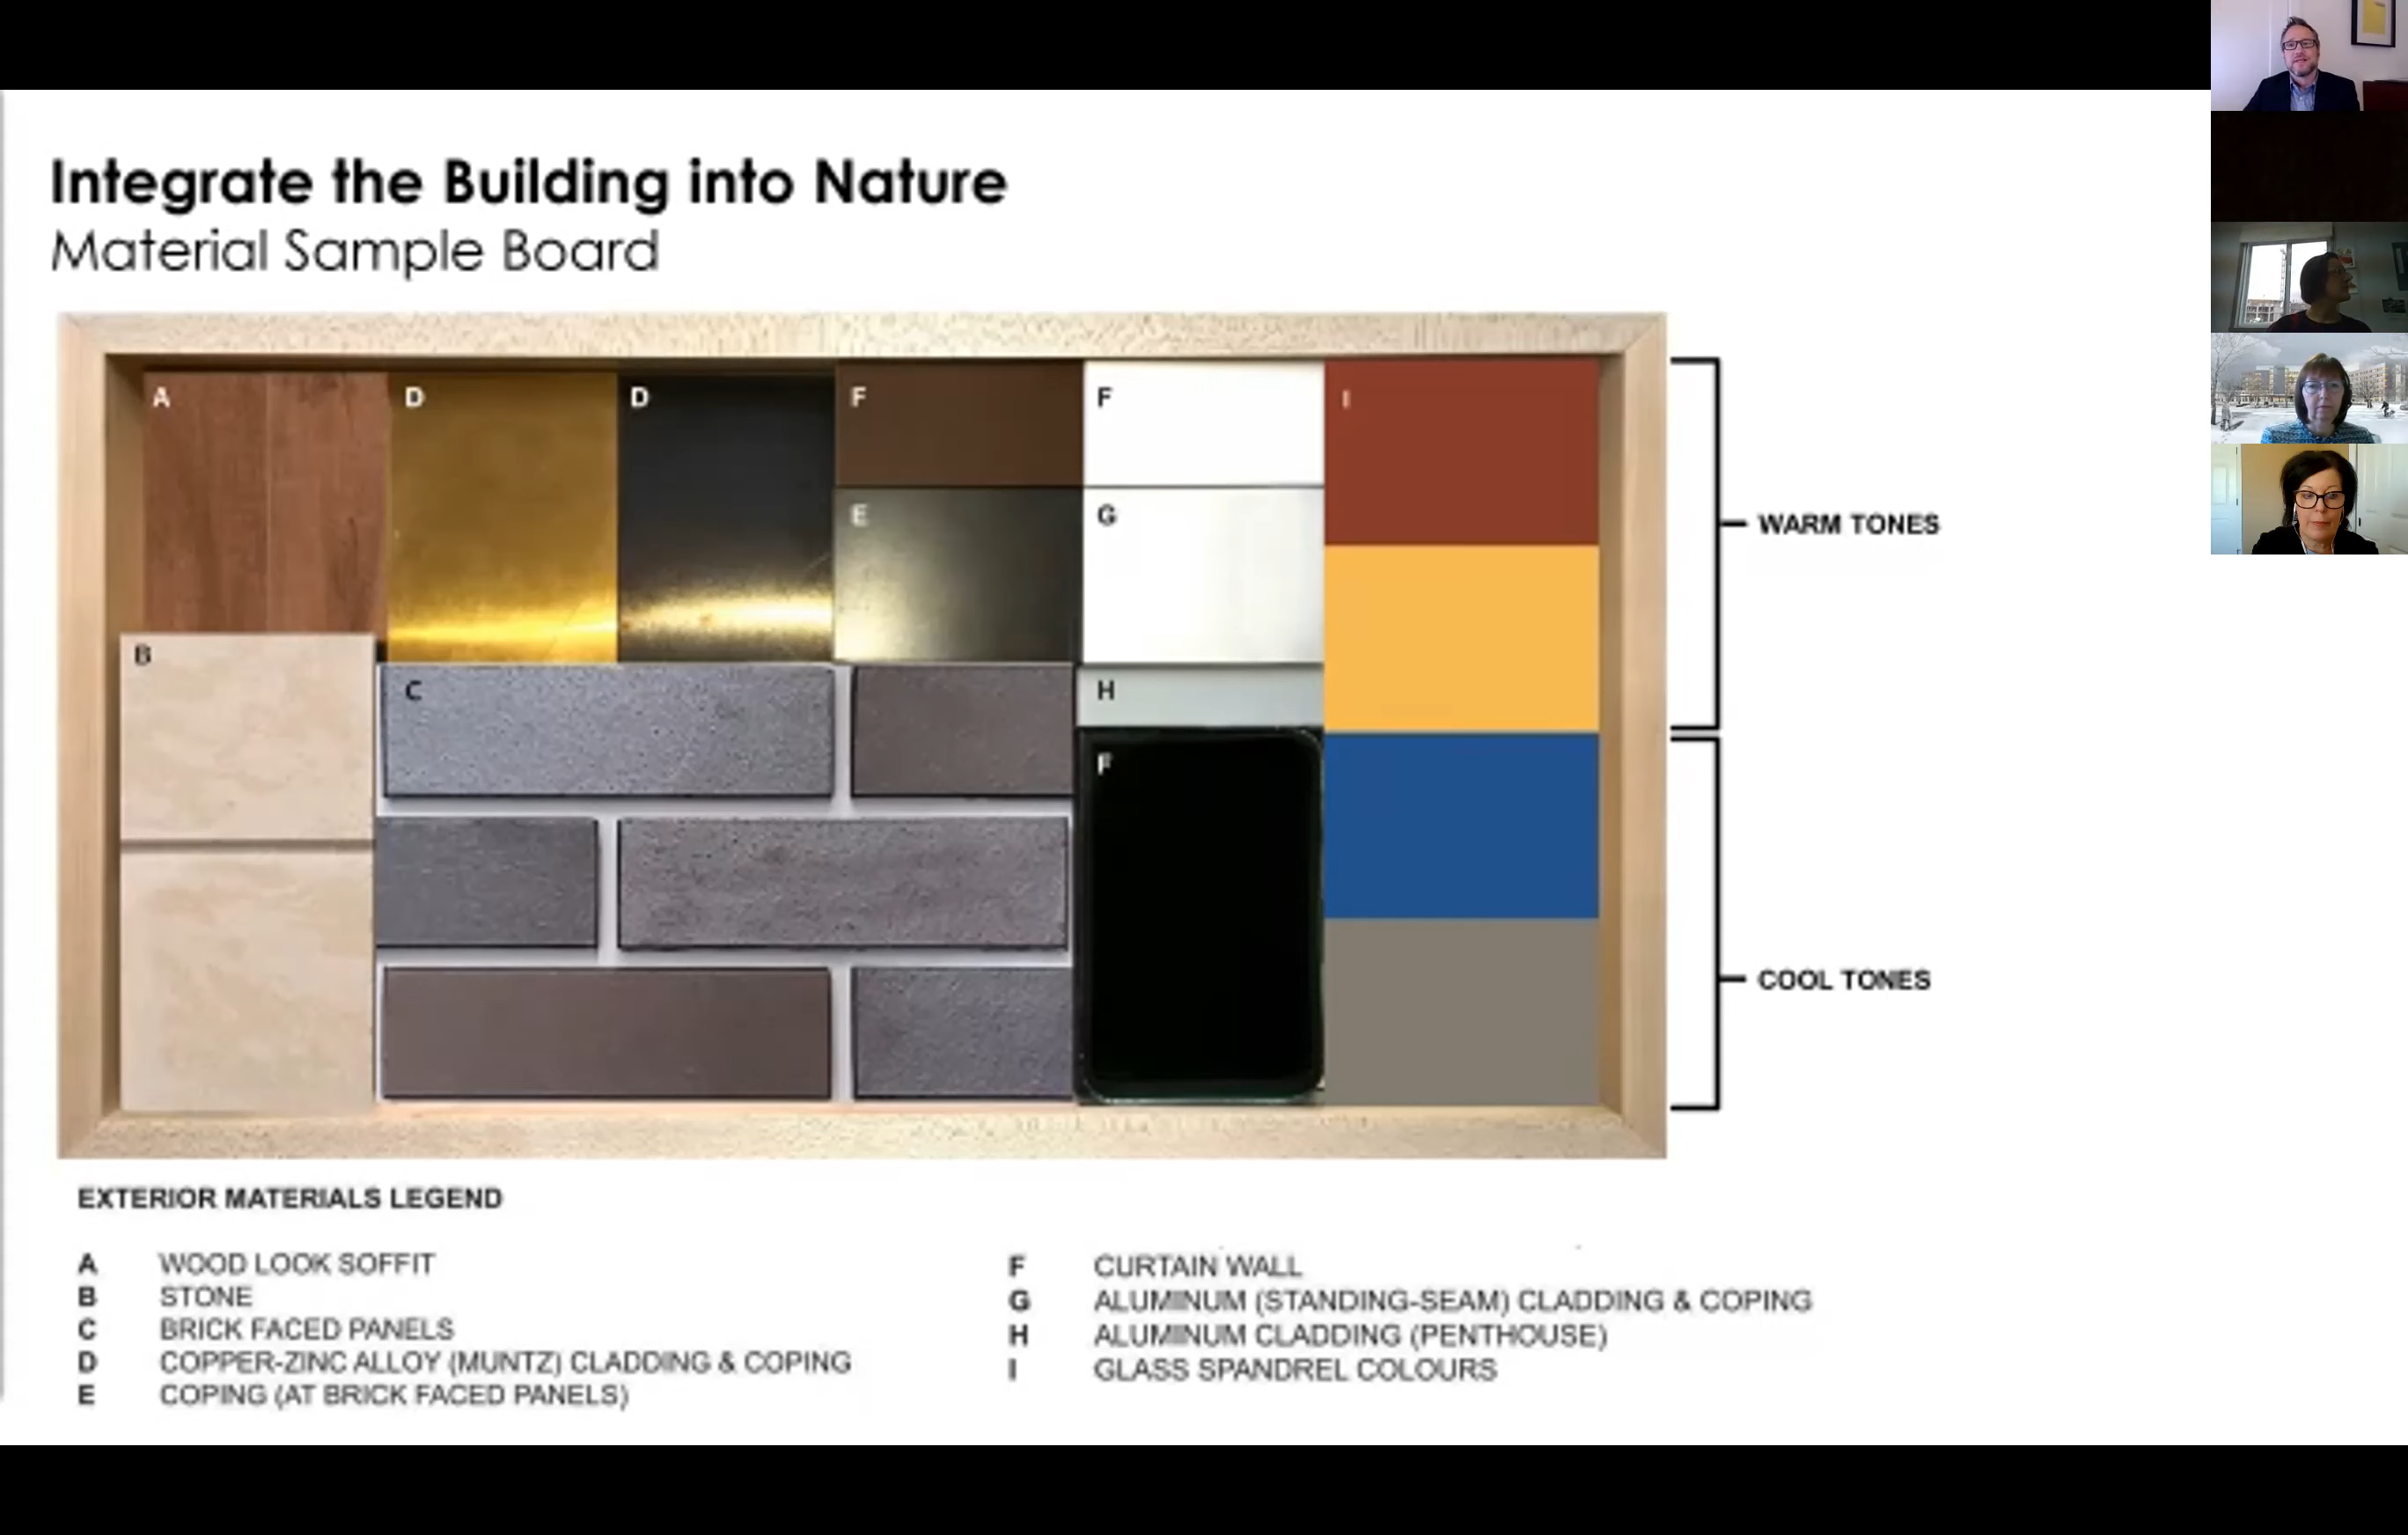 Integrate the Building into Nature
Material Sample Board
A
D
D
F
F
I
E
G
B
C
H
F
WARM TONES
COOL TONES
EXTERIOR MATERIALS LEGEND
A WOOD LOOK SOFFIT
B STONE
C BRICK FACED PANELS
D COPPER-ZINC ALLOY (MUNTZ) CLADDING & COPING
E COPING (AT BRICK FACED PANELS)
F CURTAIN WALL
G ALUMINUM (STANDING-SEAM) CLADDING & COPING
H ALUMINUM CLADDING (PENTHOUSE)
I GLASS SPANDREL COLOURS